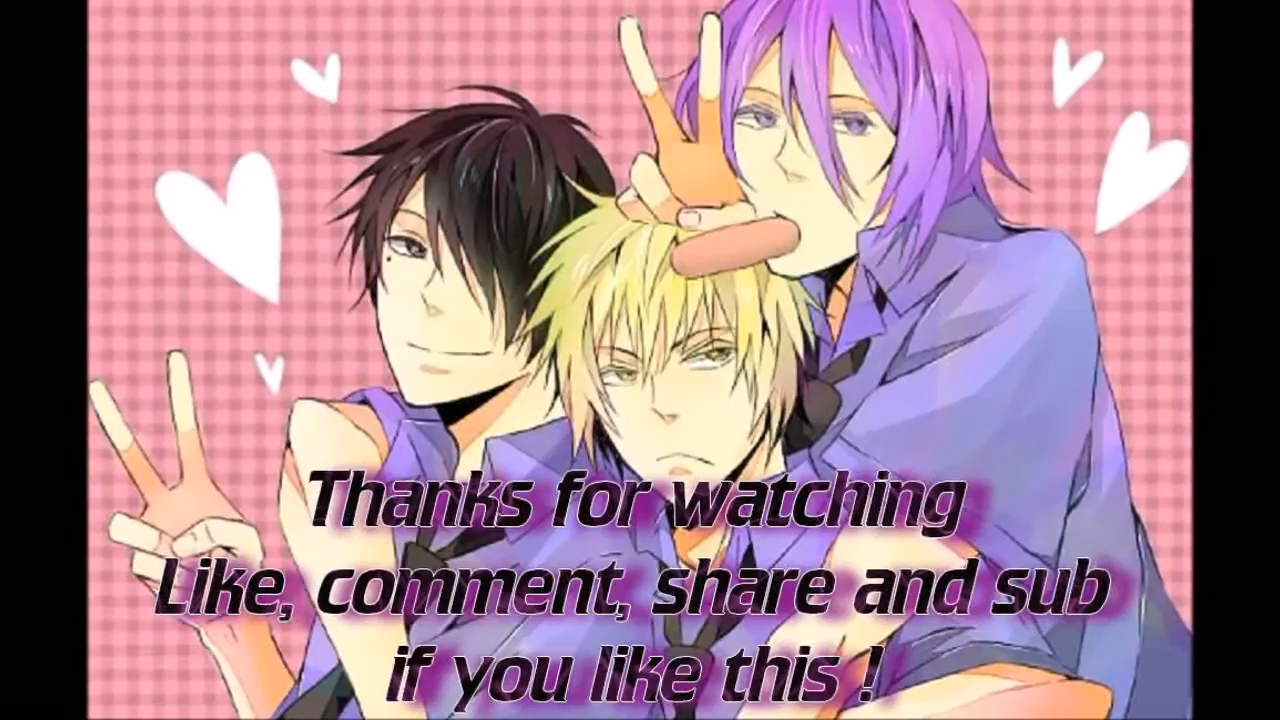 Thanks for watching
Like, comment, share and sub
if you like this !